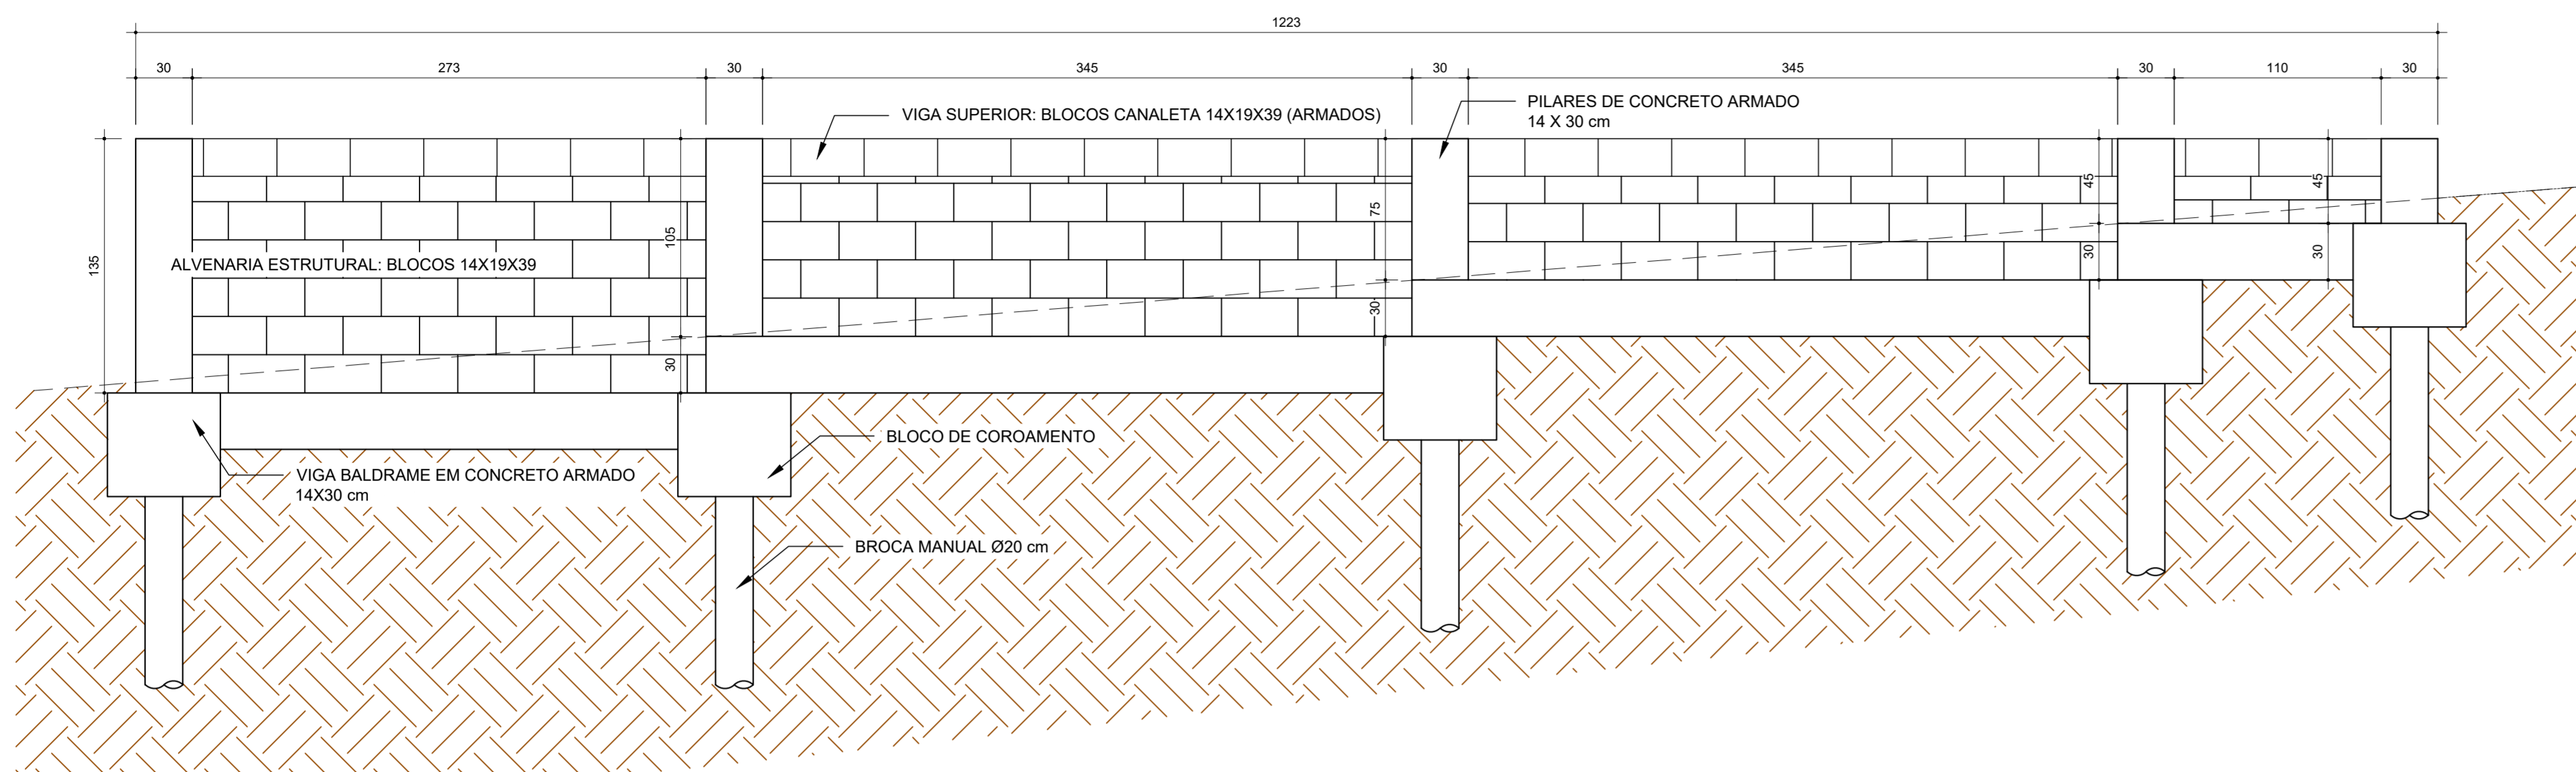 1223
30
273
30
345
30
345
30
110
30
VIGA SUPERIOR: BLOCOS CANALETA 14X19X39 (ARMADOS)
PILARES DE CONCRETO ARMADO
14 X 30 cm
135
105
30
75
30
45
30
45
30
ALVENARIA ESTRUTURAL: BLOCOS 14X19X39
BLOCO DE COROAMENTO
VIGA BALDRAME EM CONCRETO ARMADO
14X30 cm
BROCA MANUAL Ø20 cm